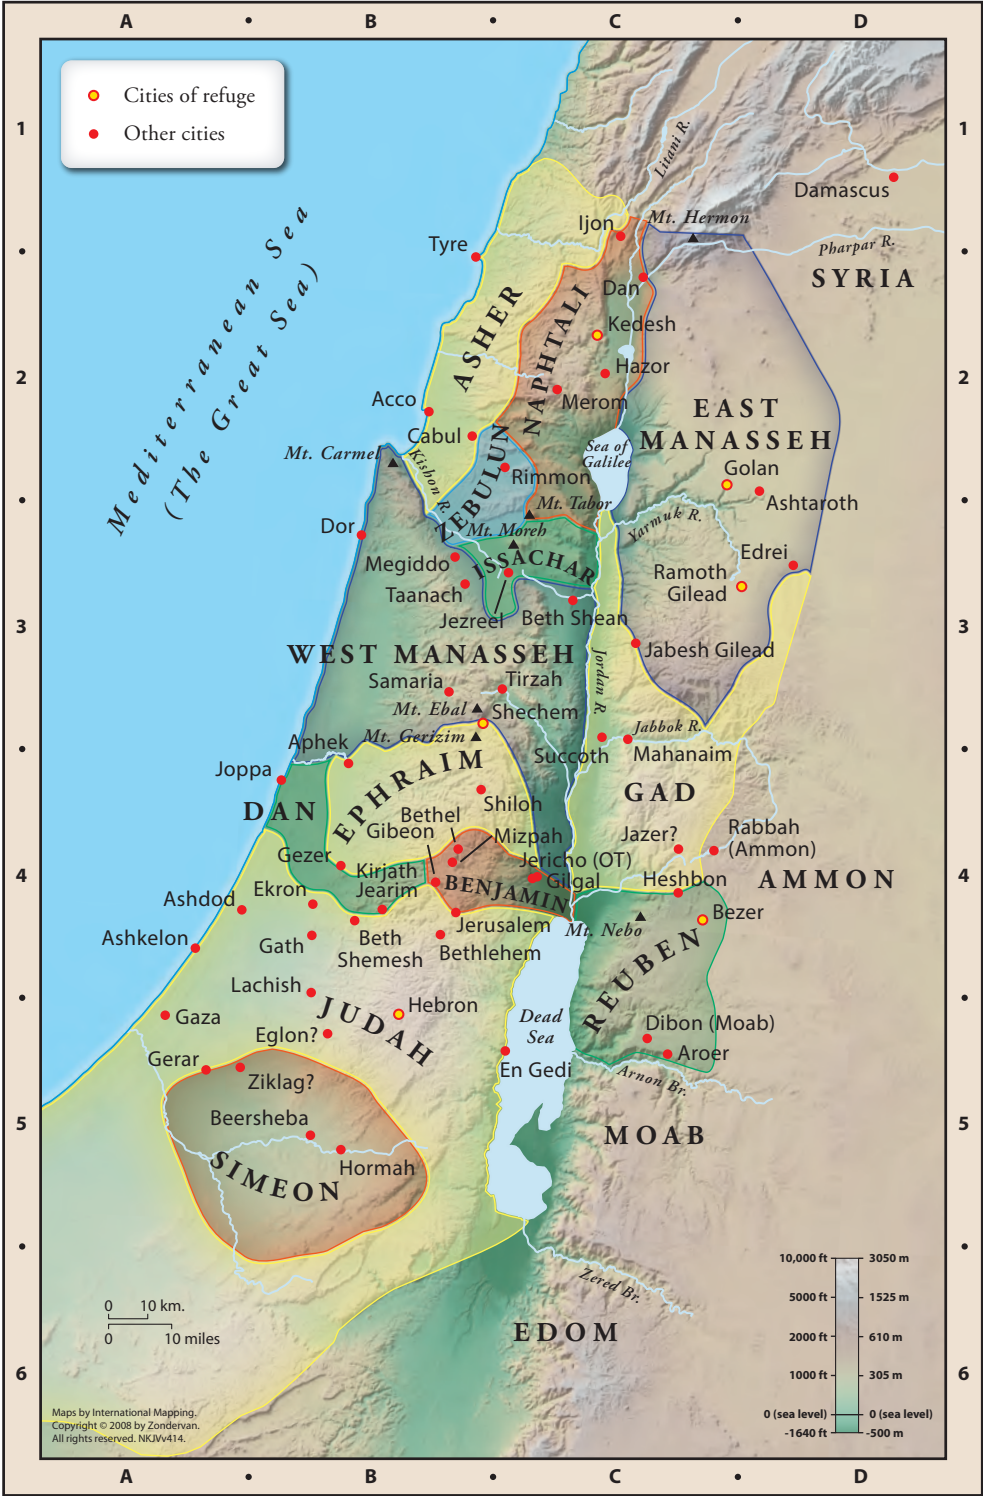 A • B • C • D
1
2
3
4
5
6
Cities of refuge
Other cities
Mediterranean Sea
(The Great Sea)
Litani R.
Damascus
Mt. Hermon
Ijon
Pharpar R.
Tyre
SYRIA
Dan
ASHER
NAPHTALI
Kedesh
Hazor
Merom
Acco
EAST
MANASSEH
Cabul
Sea of
Galilee
Mt. Carmel
Kishon R.
ZEBULUN
Rimmon
Golan
Ashtaroth
Mt. Tabor
Yarmuk R.
Dor
Mt. Moreh
Megiddo
ISSACHAR
Edrei
Ramoth
Gilead
Taanach
Jezreel
Beth Shean
WEST MANASSEH
Jordan R.
Jabesh Gilead
Samaria
Tirzah
Mt. Ebal
Shechem
Mt. Gerizim
Jabbok R.
Aphek
Succoth
Mahanaim
Joppa
EPHRAIM
DAN
Shiloh
GAD
Bethel
Gibeon
Mizpah
Jazer?
Rabbah
(Ammon)
Gezer
Kirjath
Jearim
Jericho (OT)
Gilgal
BENJAMIN
Heshbon
AMMON
Ekron
Ashdod
Jerusalem
Mt. Nebo
Bezer
Ashkelon
Gath
Beth
Shemesh
Bethlehem
REUBEN
Lachish
JUDAH
Hebron
Gaza
Eglon?
Dead
Sea
Dibon (Moab)
Aroer
Gerar
Ziklag?
En Gedi
Arnon Br.
Beersheba
MOAB
SIMEON
Hormah
Zered Br.
EDOM
0 10 km.
0 10 miles
10,000 ft 3050 m
5000 ft 1525 m
2000 ft 610 m
1000 ft 305 m
0 (sea level) 0 (sea level)
-1640 ft -500 m
Maps by International Mapping.
Copyright © 2008 by Zondervan.
All rights reserved. NKJVv414.
1
2
3
4
5
6
A • B • C • D